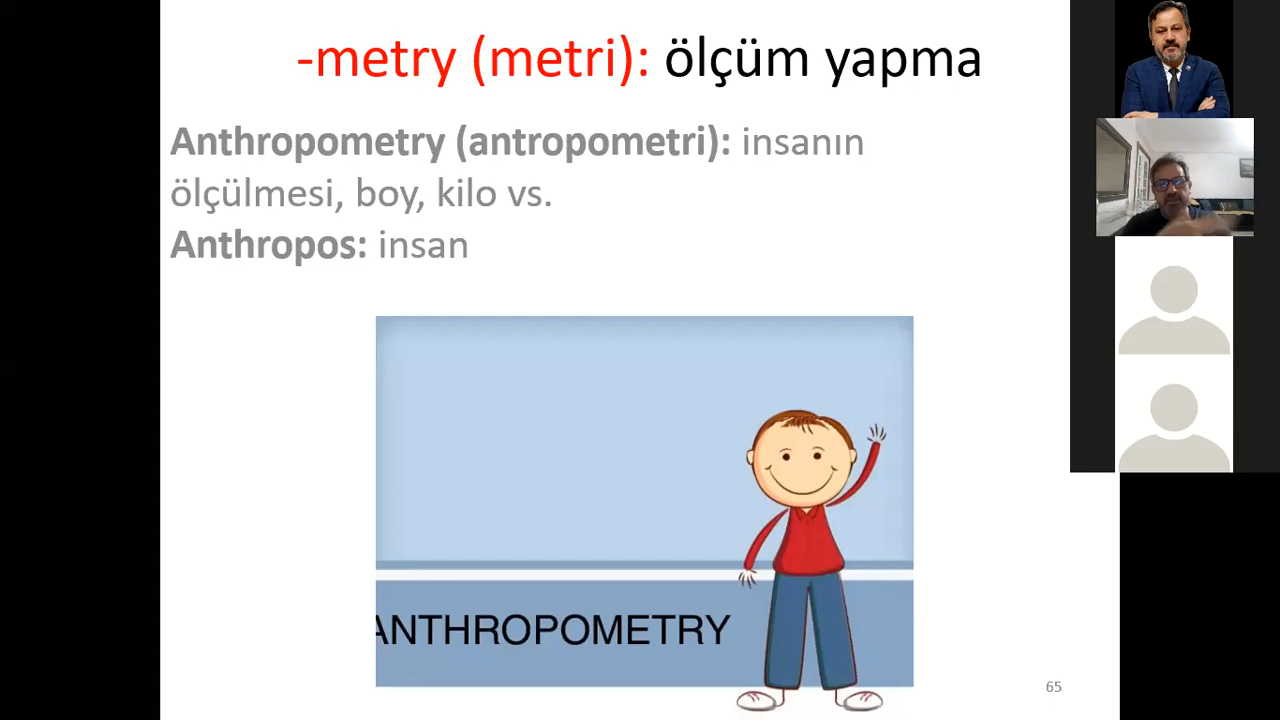 -metry (metri): ölçüm yapma
Anthropometry (antropometri): insanın
ölçülmesi, boy, kilo vs.
Anthropos: insan
ANTHROPOMETRY
65